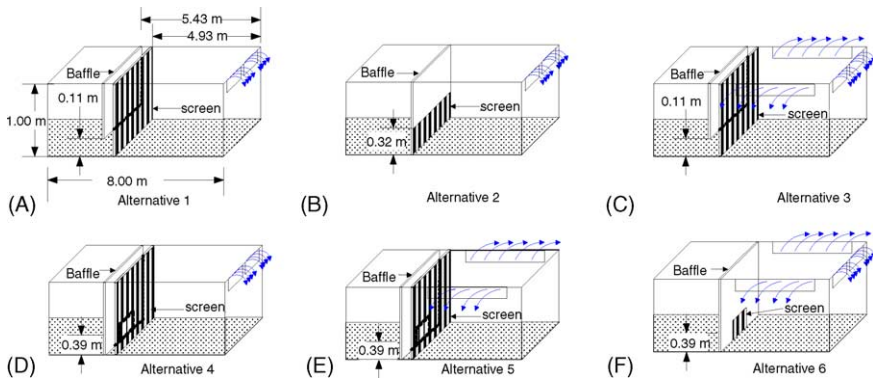 5.43 m
4.93 m
Baffle
0.11 m
1.00 m
screen
8.00 m
(A)
Alternative 1
Baffle
screen
0.32 m
(B)
Alternative 2
Baffle
0.11 m
screen
(C)
Alternative 3
Baffle
screen
0.39 m
(D)
Alternative 4
Baffle
screen
0.39 m
(E)
Alternative 5
Baffle
screen
0.39 m
(F)
Alternative 6